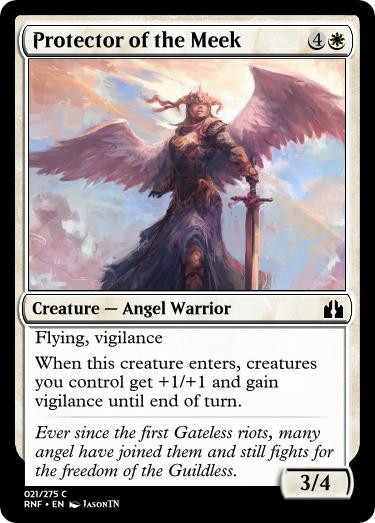 Protector of the Meek 4
Creature — Angel Warrior
Flying, vigilance
When this creature enters, creatures
you control get +1/+1 and gain
vigilance until end of turn.
Ever since the first Gateless riots, many
angel have joined them and still fights for
the freedom of the Guildless.
3/4
021/275 C
RNF • EN JASONTN